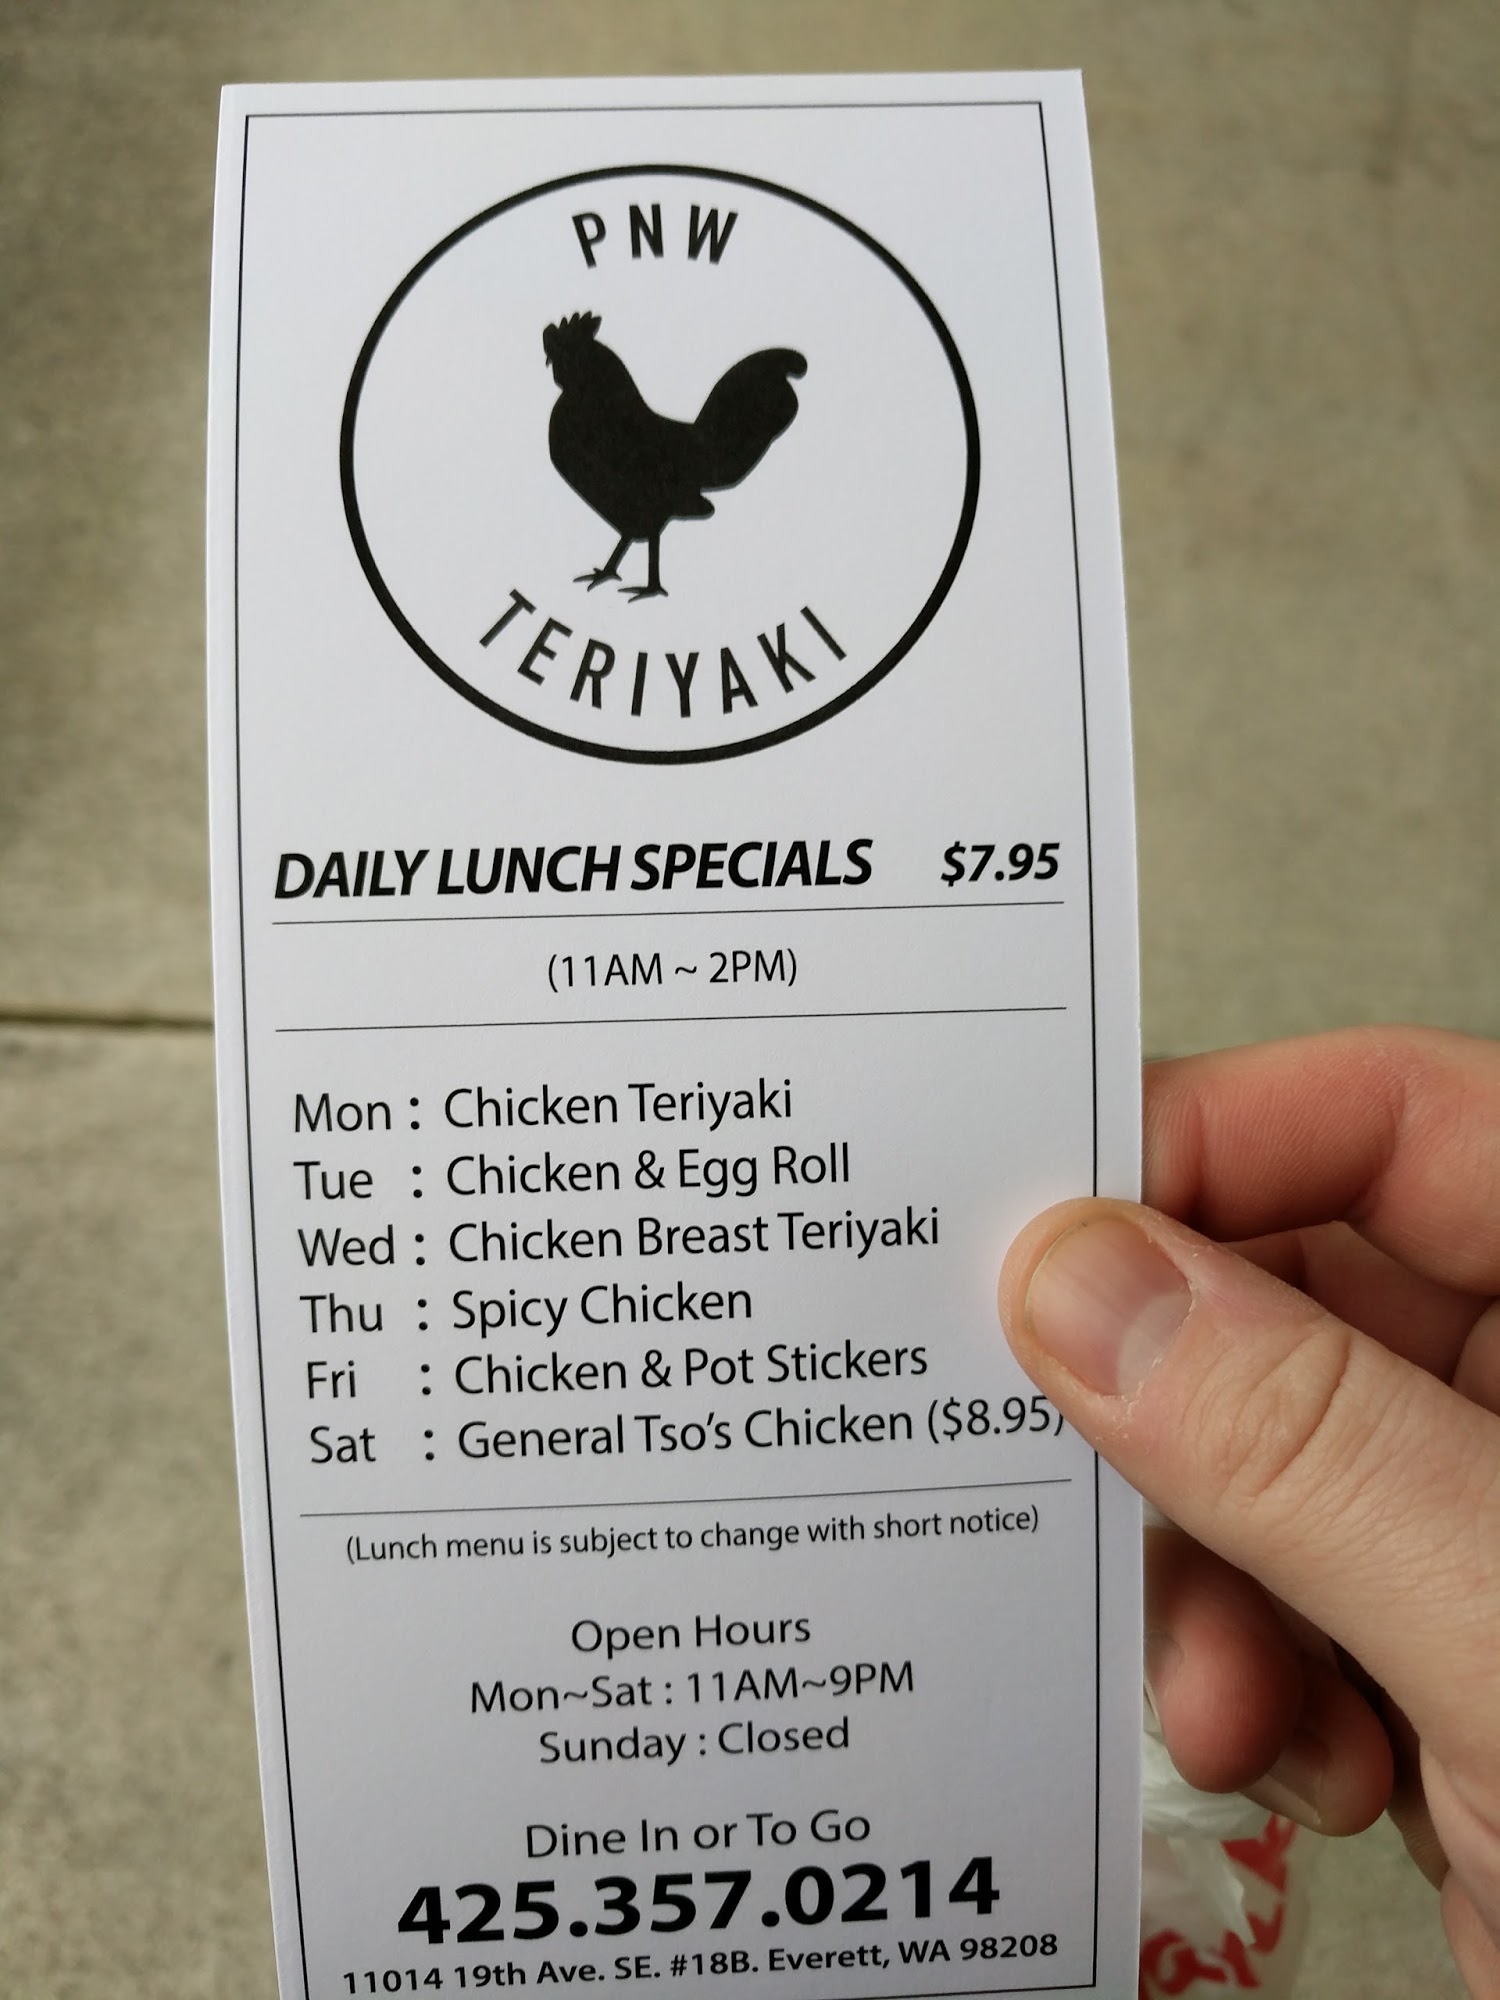 PNW
TERIYAKI
DAILY LUNCH SPECIALS $7.95
(11AM ~ 2PM)
Mon : Chicken Teriyaki
Tue : Chicken & Egg Roll
Wed : Chicken Breast Teriyaki
Thu : Spicy Chicken
Fri : Chicken & Pot Stickers
Sat : General Tso's Chicken ($8.95)
(Lunch menu is subject to change with short notice)
Open Hours
Mon~Sat : 11AM~9PM
Sunday : Closed
Dine In or To Go
425.357.0214
11014 19th Ave. SE. #18B. Everett, WA 98208